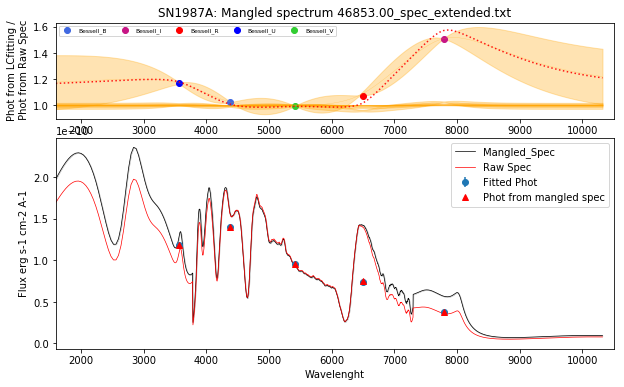 SN1987A: Mangled spectrum 46853.00_spec_extended.txt
Phot from LCfitting /
Phot from Raw Spec
1.6
1.4
1.2
1.0
Bessell_B
Bessell_I
Bessell_R
Bessell_U
Bessell_V
2000 3000 4000 5000 6000 7000 8000 9000 10000
1e−10
Flux erg s-1 cm-2 A-1
2.0
1.5
1.0
0.5
0.0
Mangled_Spec
Raw Spec
Fitted Phot
Phot from mangled spec
2000 3000 4000 5000 6000 7000 8000 9000 10000
Wavelenght